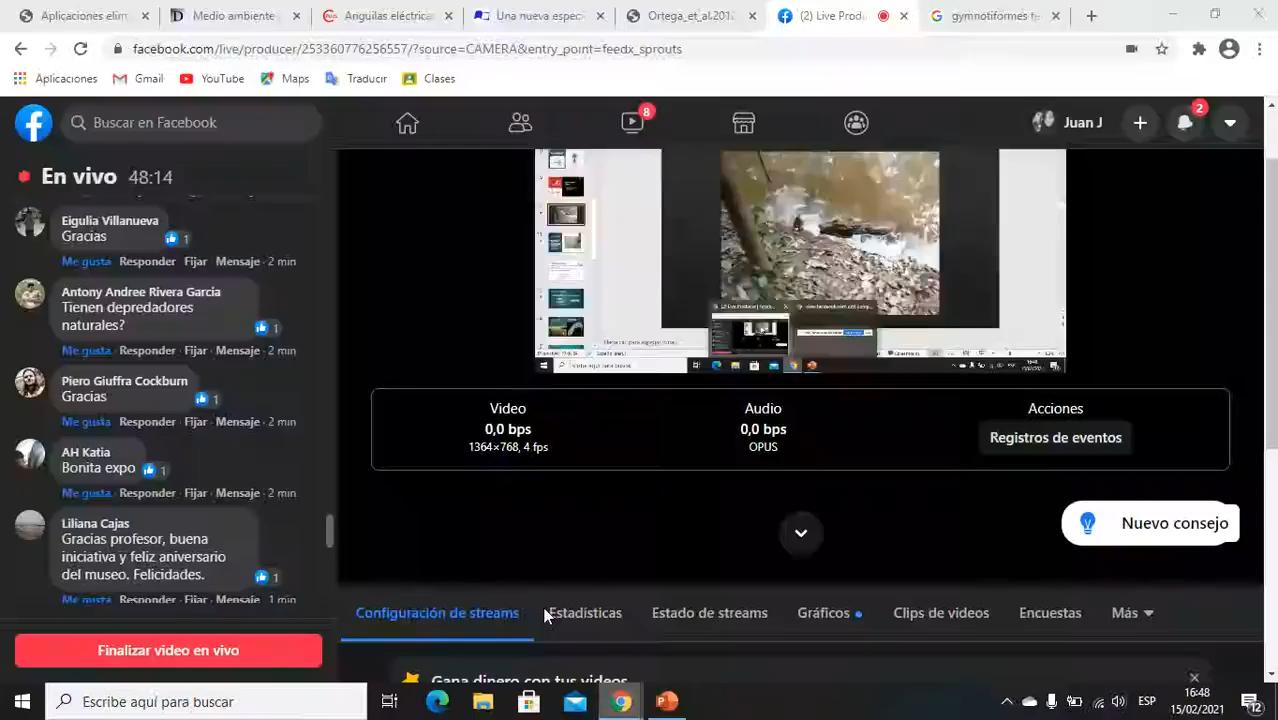 Aplicaciones elim
Medio ambiente
Anguilas eléctrica
Una nueva espec
Ortega_et_al.2012
(2) Live Produ
gymnotiformes fe
facebook.com/live/producer/253360776256557/?source=CAMERA&entry_point=feedx_sprouts
Aplicaciones
Gmail
YouTube
Maps
Traducir
Clases
Buscar en Facebook
8
Juan J
2
En vivo 48:14
Eigulia Villanueva
Gracias
1
Me gusta · Responder · Fijar · Mensaje · 2 min
Antony Andree Rivera Garcia
Tiene depredadores
naturales?
1
Me gusta · Responder · Fijar · Mensaje · 2 min
Piero Giuffra Cockburn
Gracias
1
Me gusta · Responder · Fijar · Mensaje · 2 min
AH Katia
Bonita expo
1
Me gusta · Responder · Fijar · Mensaje · 2 min
Liliana Cajas
Gracias profesor, buena
iniciativa y feliz aniversario
del museo. Felicidades.
1
Me gusta · Responder · Fijar · Mensaje · 1 min
Finalizar video en vivo
Video
0,0 bps
1364×768, 4 fps
Audio
0,0 bps
OPUS
Acciones
Registros de eventos
Nuevo consejo
Configuración de streams
Estadísticas
Estado de streams
Gráficos
Clips de videos
Encuestas
Más
Gana dinero con tus videos
Escribe aquí para buscar
ESP
16:48
15/02/2021
12